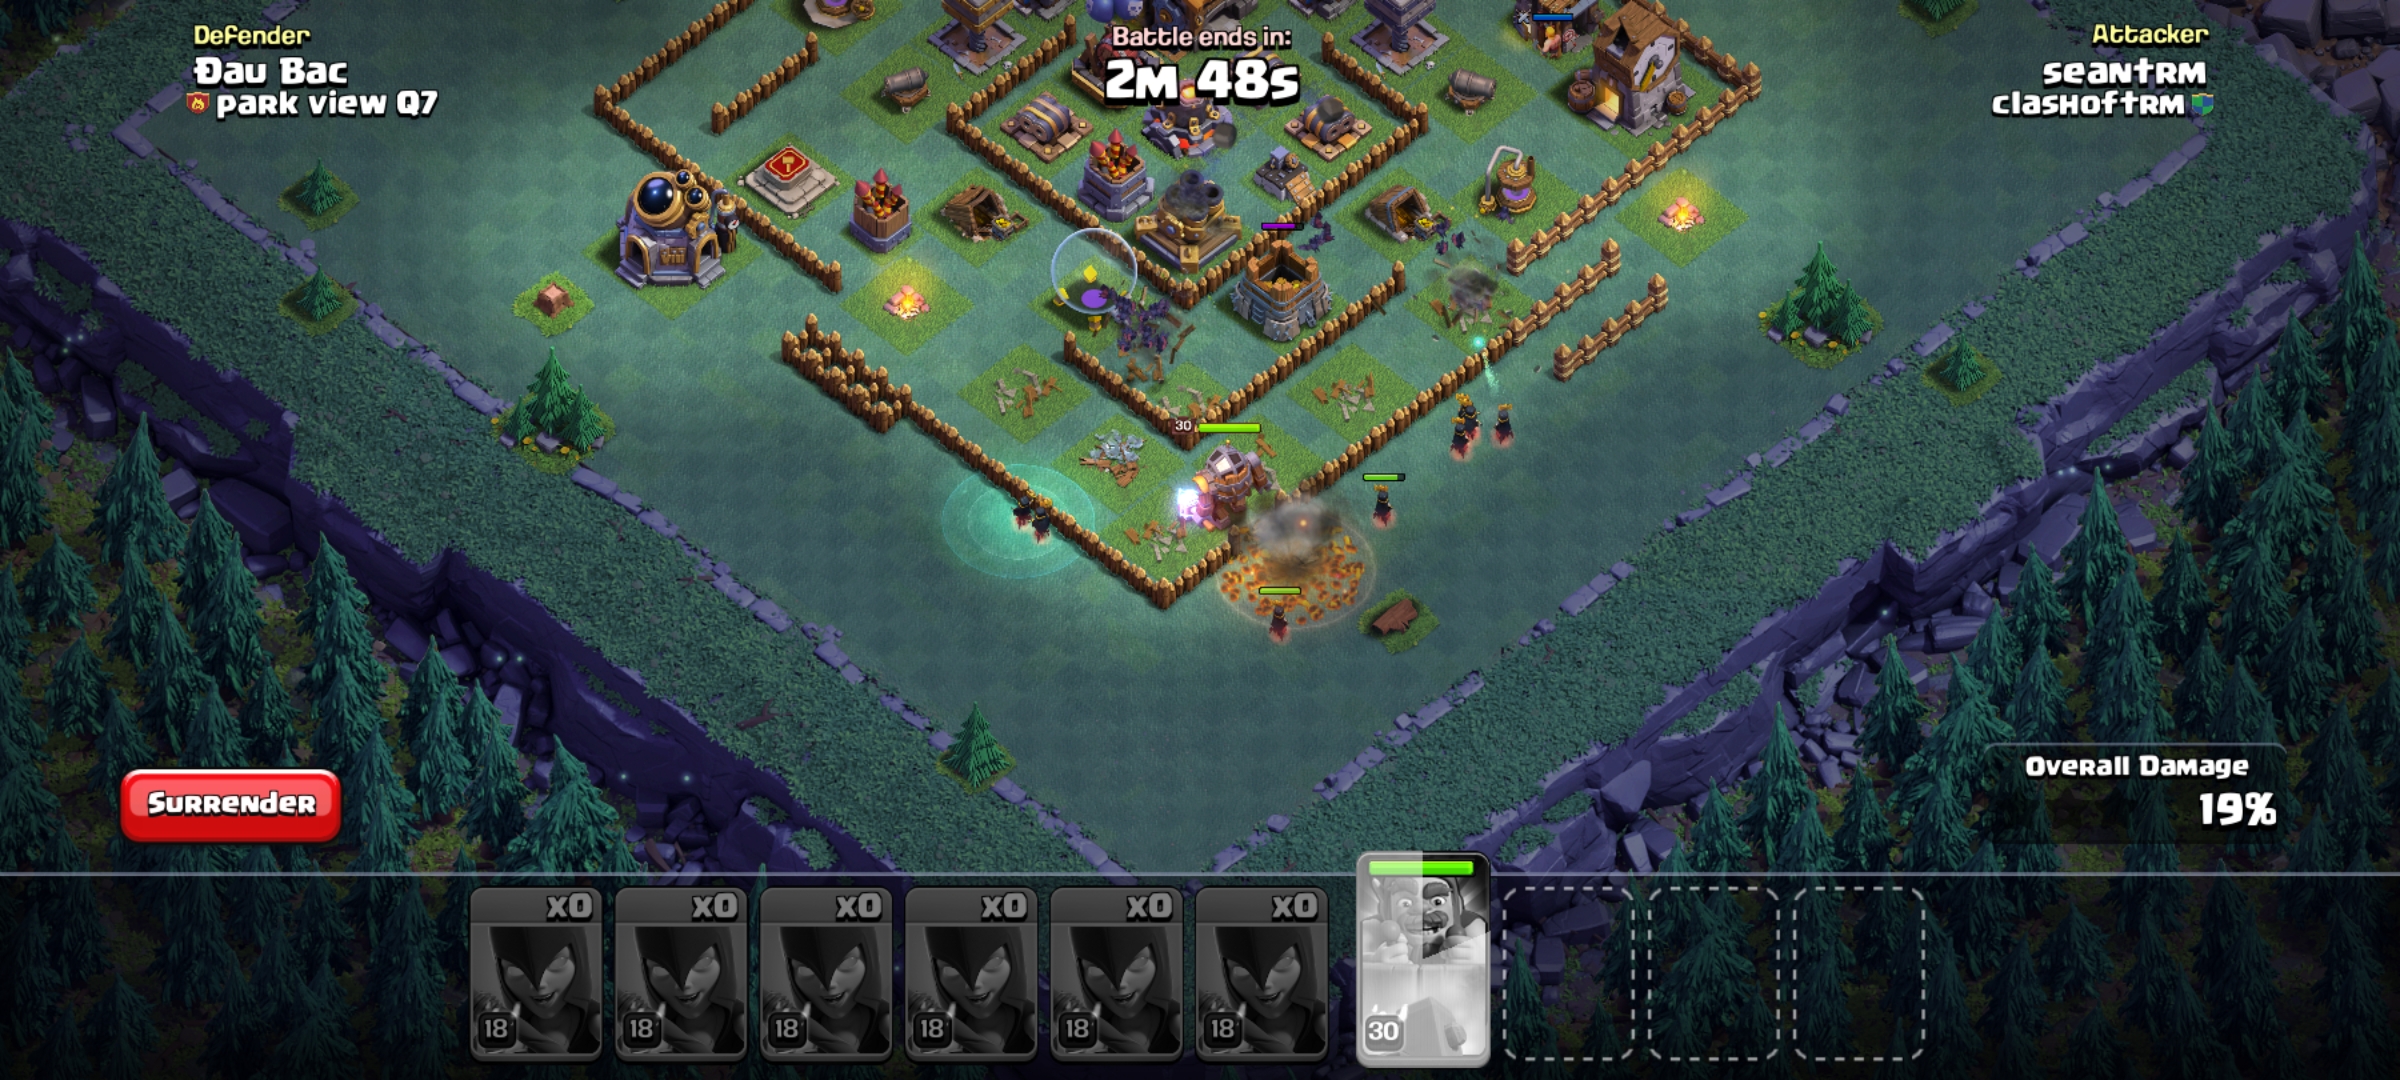 Defender
Đau Bac
park view Q7
Battle ends in:
2M 48s
Attacker
seantRM
clashoftRM
30
Surrender
Overall Damage
19%
x0 x0 x0 x0 x0 x0
18 18 18 18 18 18 30